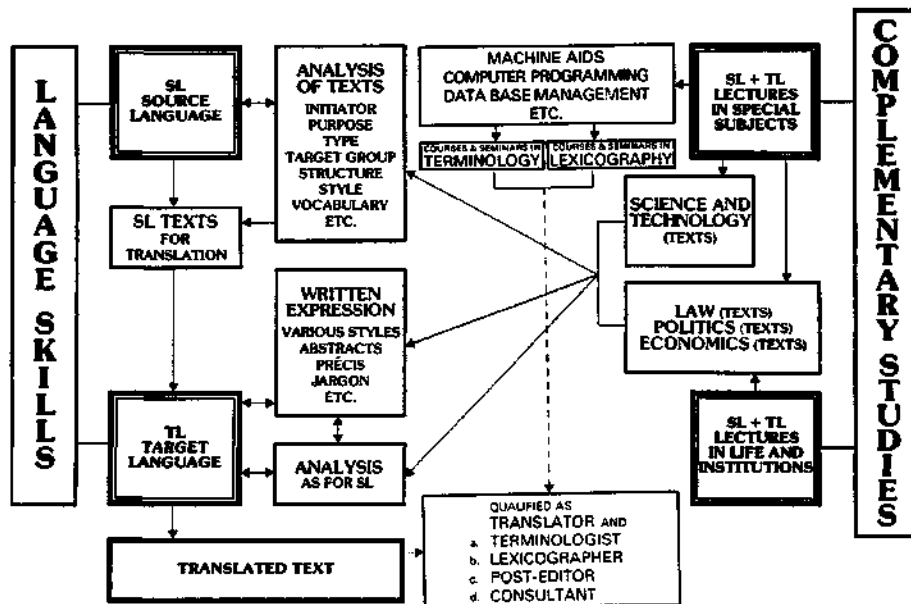 LANGUAGE SKILLS
SL
SOURCE
LANGUAGE
SL TEXTS
FOR
TRANSLATION
TL
TARGET
LANGUAGE
TRANSLATED TEXT
ANALYSIS
OF TEXTS
INITIATOR
PURPOSE
TYPE
TARGET GROUP
STRUCTURE
STYLE
VOCABULARY
ETC.
WRITTEN
EXPRESSION
VARIOUS STYLES
ABSTRACTS
PRÉCIS
JARGON
ETC.
ANALYSIS
AS FOR SL
MACHINE AIDS
COMPUTER PROGRAMMING
DATA BASE MANAGEMENT
ETC.
COURSES & SEMINARS IN
TERMINOLOGY
COURSES & SEMINARS IN
LEXICOGRAPHY
SL + TL
LECTURES
IN SPECIAL
SUBJECTS
SCIENCE AND
TECHNOLOGY
(TEXTS)
LAW (TEXTS)
POLITICS (TEXTS)
ECONOMICS (TEXTS)
SL + TL
LECTURES
IN LIFE AND
INSTITUTIONS
QUALIFIED AS
TRANSLATOR AND
a. TERMINOLOGIST
b. LEXICOGRAPHER
c. POST-EDITOR
d. CONSULTANT
COMPLEMENTARY STUDIES